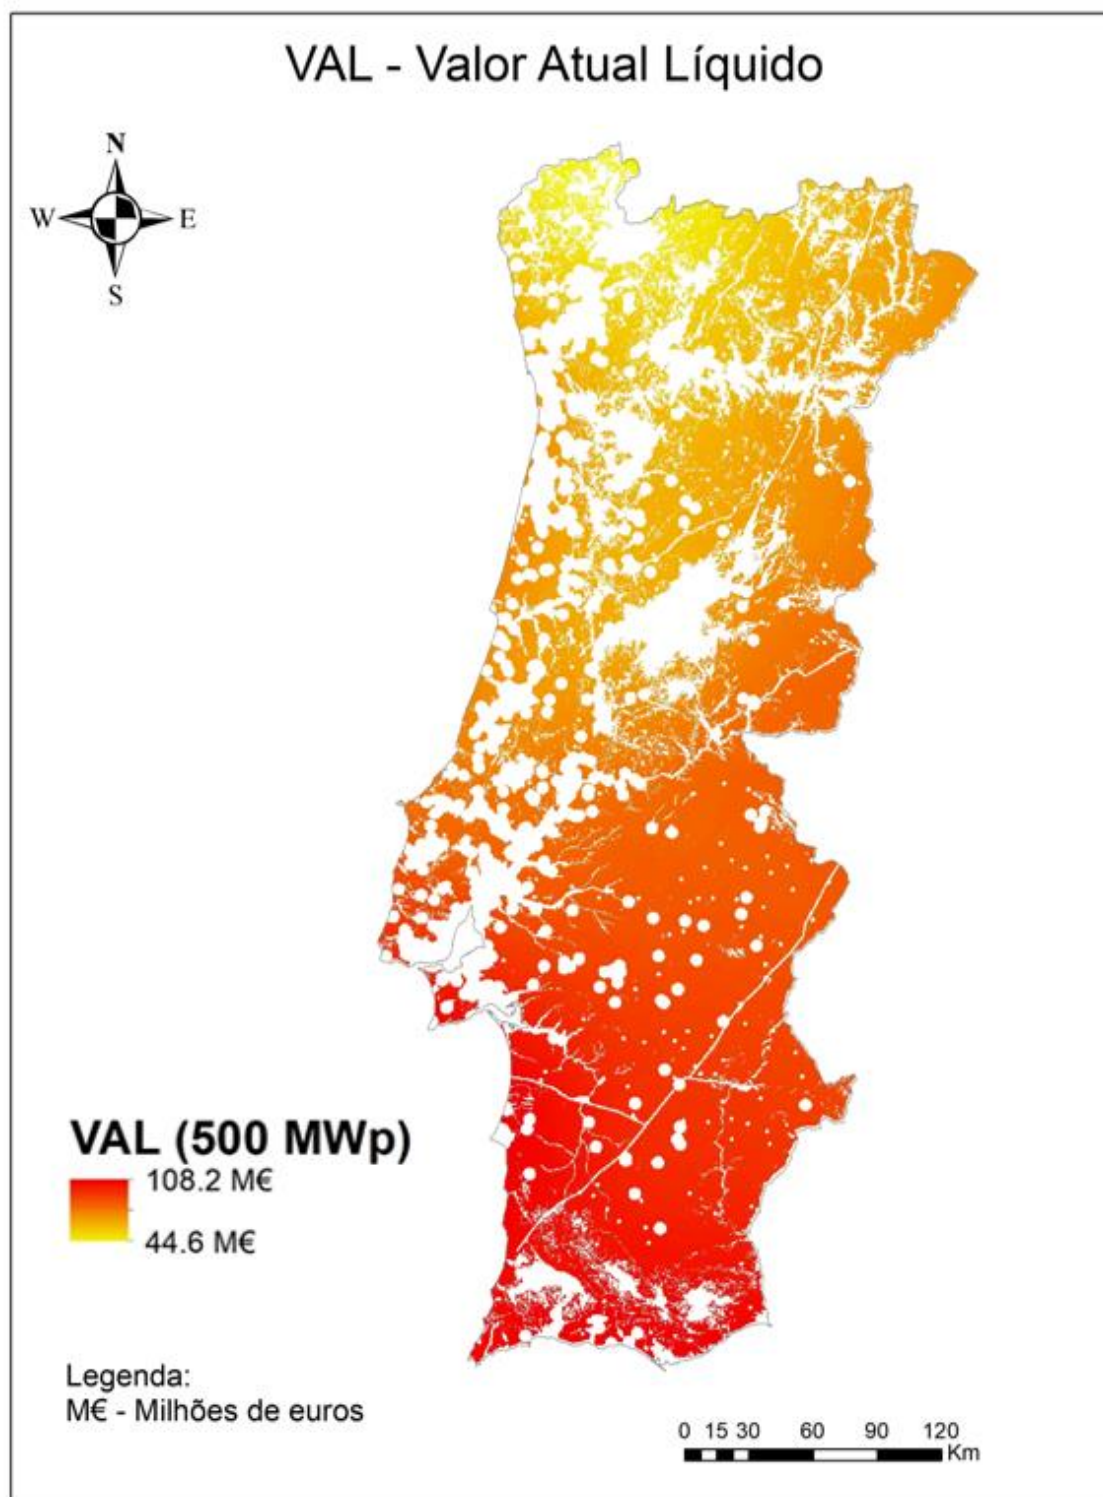 VAL - Valor Atual Líquido
N
W E
S
VAL (500 MWp)
108.2 M€
44.6 M€
Legenda:
M€ - Milhões de euros
0 15 30 60 90 120
Km